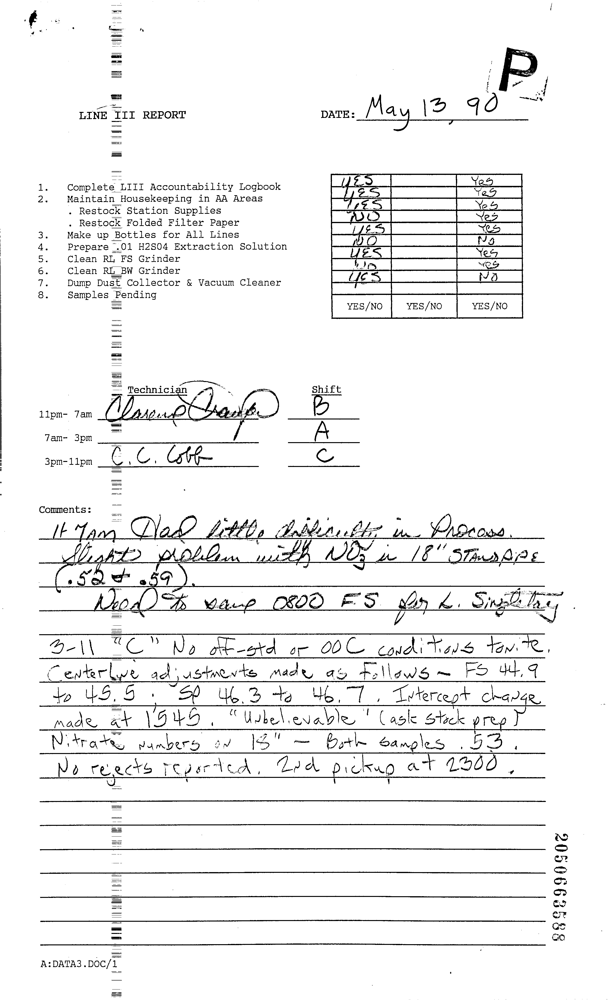 P
LINE III REPORT
DATE: May 13, 90
1. Complete LIII Accountability Logbook
2. Maintain Housekeeping in AA Areas
. Restock Station Supplies
. Restock Folded Filter Paper
3. Make up Bottles for All Lines
4. Prepare .01 H2S04 Extraction Solution
5. Clean RL FS Grinder
6. Clean RL BW Grinder
7. Dump Dust Collector & Vacuum Cleaner
8. Samples Pending
YES Yes
YES Yes
YES Yes
NO Yes
YES Yes
NO No
YES Yes
NO Yes
YES No
YES/NO YES/NO YES/NO
Technician Shift
11pm- 7am B
7am- 3pm A
3pm-11pm C. C. Cobb C
Comments:
11-7AM Had little difficulty in Process.
Slight problem with NO3 in 18" STANDPIPE
(.52 & .59).
Need to save 0800 FS for L. Singletary
3-11 "C" No off-std or OOC conditions tonite.
Centerline adjustments made as follows - FS 44.9
to 45.5. SP 46.3 to 46.7. Intercept change
made at 1545. "Unbelievable" (ask stock prep)
Nitrate numbers on 18" - Both samples .53.
No rejects reported. 2nd pickup at 2300.
2050663588
A:DATA3.DOC/1